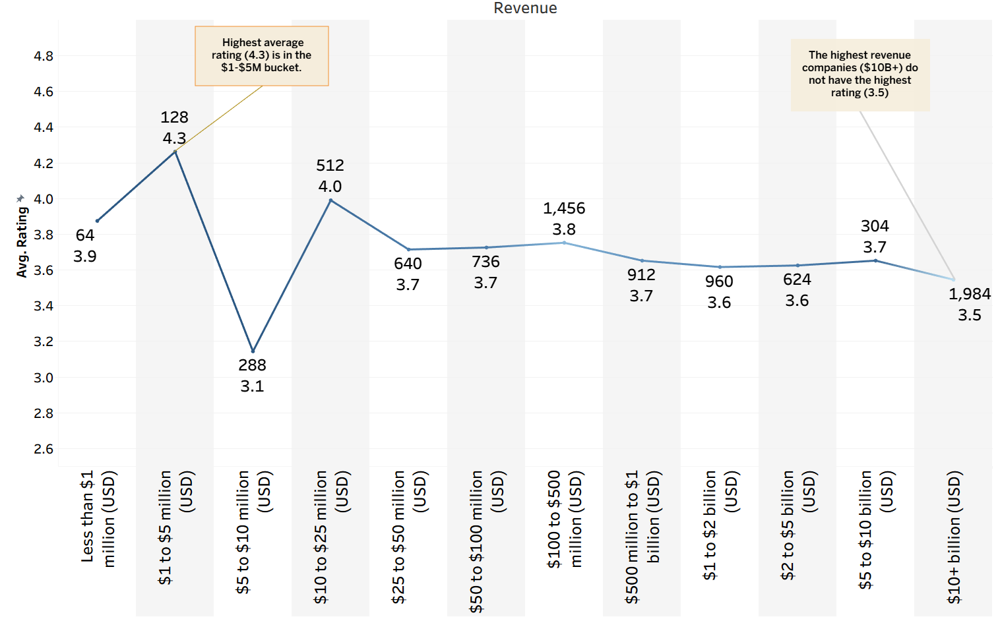 Revenue
Highest average
rating (4.3) is in the
$1-$5M bucket.
The highest revenue
companies ($10B+) do
not have the highest
rating (3.5)
Avg. Rating
4.8
4.6
4.4
4.2
4.0
3.8
3.6
3.4
3.2
3.0
2.8
2.6
64
3.9
128
4.3
288
3.1
512
4.0
640
3.7
736
3.7
1,456
3.8
912
3.7
960
3.6
624
3.6
304
3.7
1,984
3.5
Less than $1
million (USD)
$1 to $5 million
(USD)
$5 to $10 million
(USD)
$10 to $25 million
(USD)
$25 to $50 million
(USD)
$50 to $100 million
(USD)
$100 to $500
million (USD)
$500 million to $1
billion (USD)
$1 to $2 billion
(USD)
$2 to $5 billion
(USD)
$5 to $10 billion
(USD)
$10+ billion (USD)